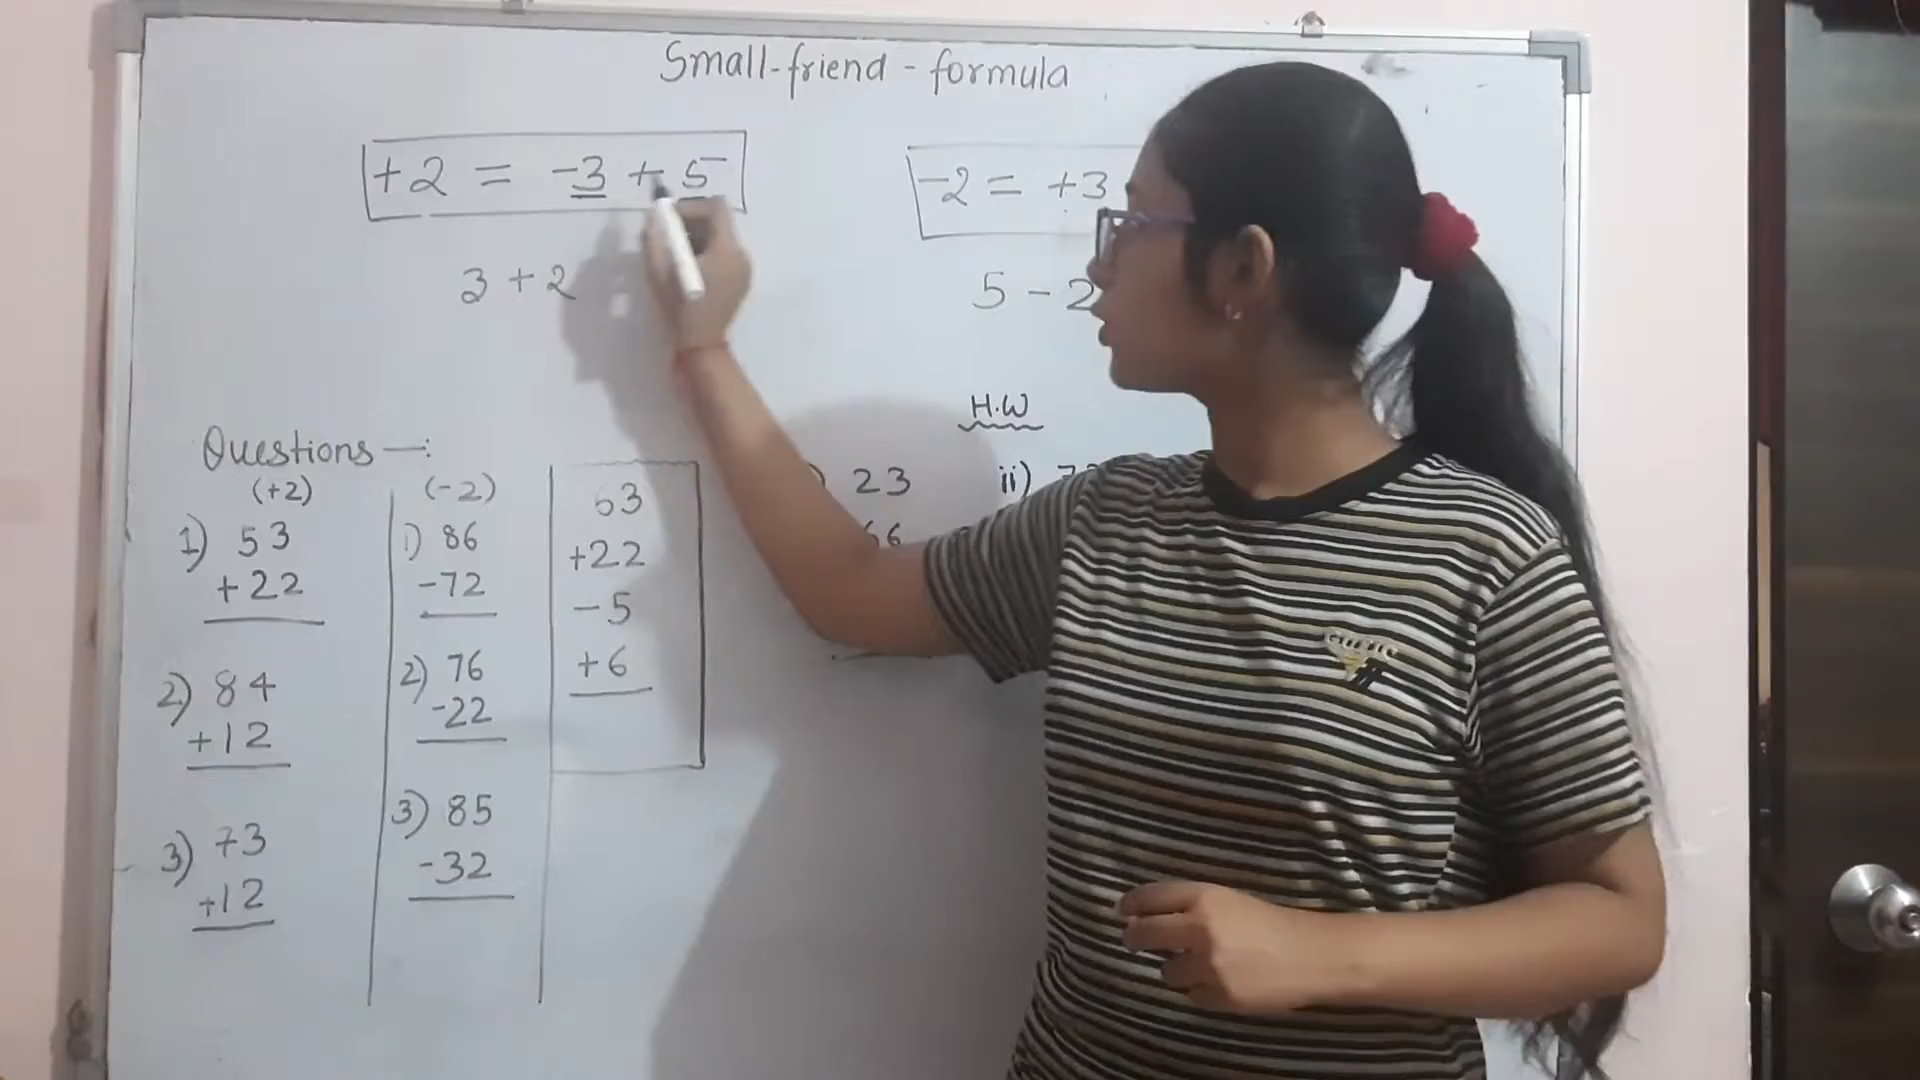 Small-friend-formula
+2 = -3 + 5
-2 = +3
3 + 2
5 - 2
H.W
Questions —:
(+2)
1) 53
+22
2) 84
+12
3) 73
+12
(-2)
1) 86
-72
2) 76
-22
3) 85
-32
63
+22
-5
+6
23
66
ii)